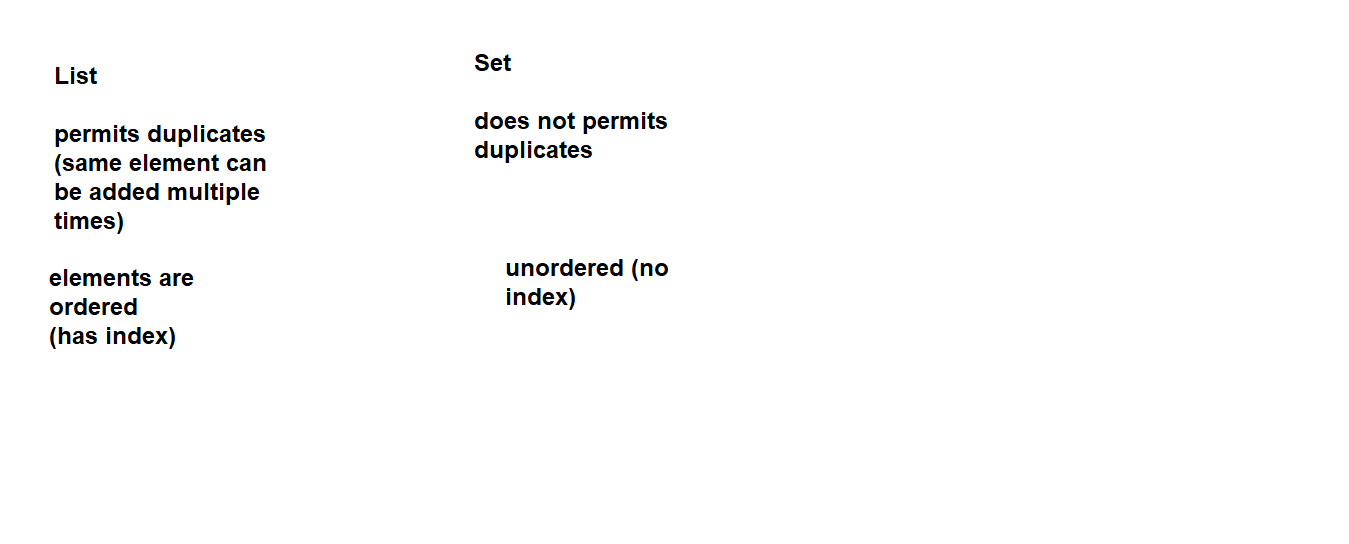 List
permits duplicates
(same element can
be added multiple
times)
elements are
ordered
(has index)
Set
does not permits
duplicates
unordered (no
index)